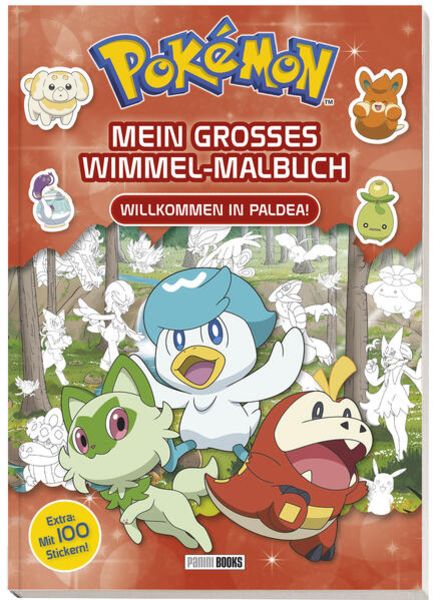 POKÉMON
TM
MEIN GROSSES
WIMMEL-MALBUCH
WILLKOMMEN IN PALDEA!
Extra:
Mit 100
Stickern!
PANINI BOOKS